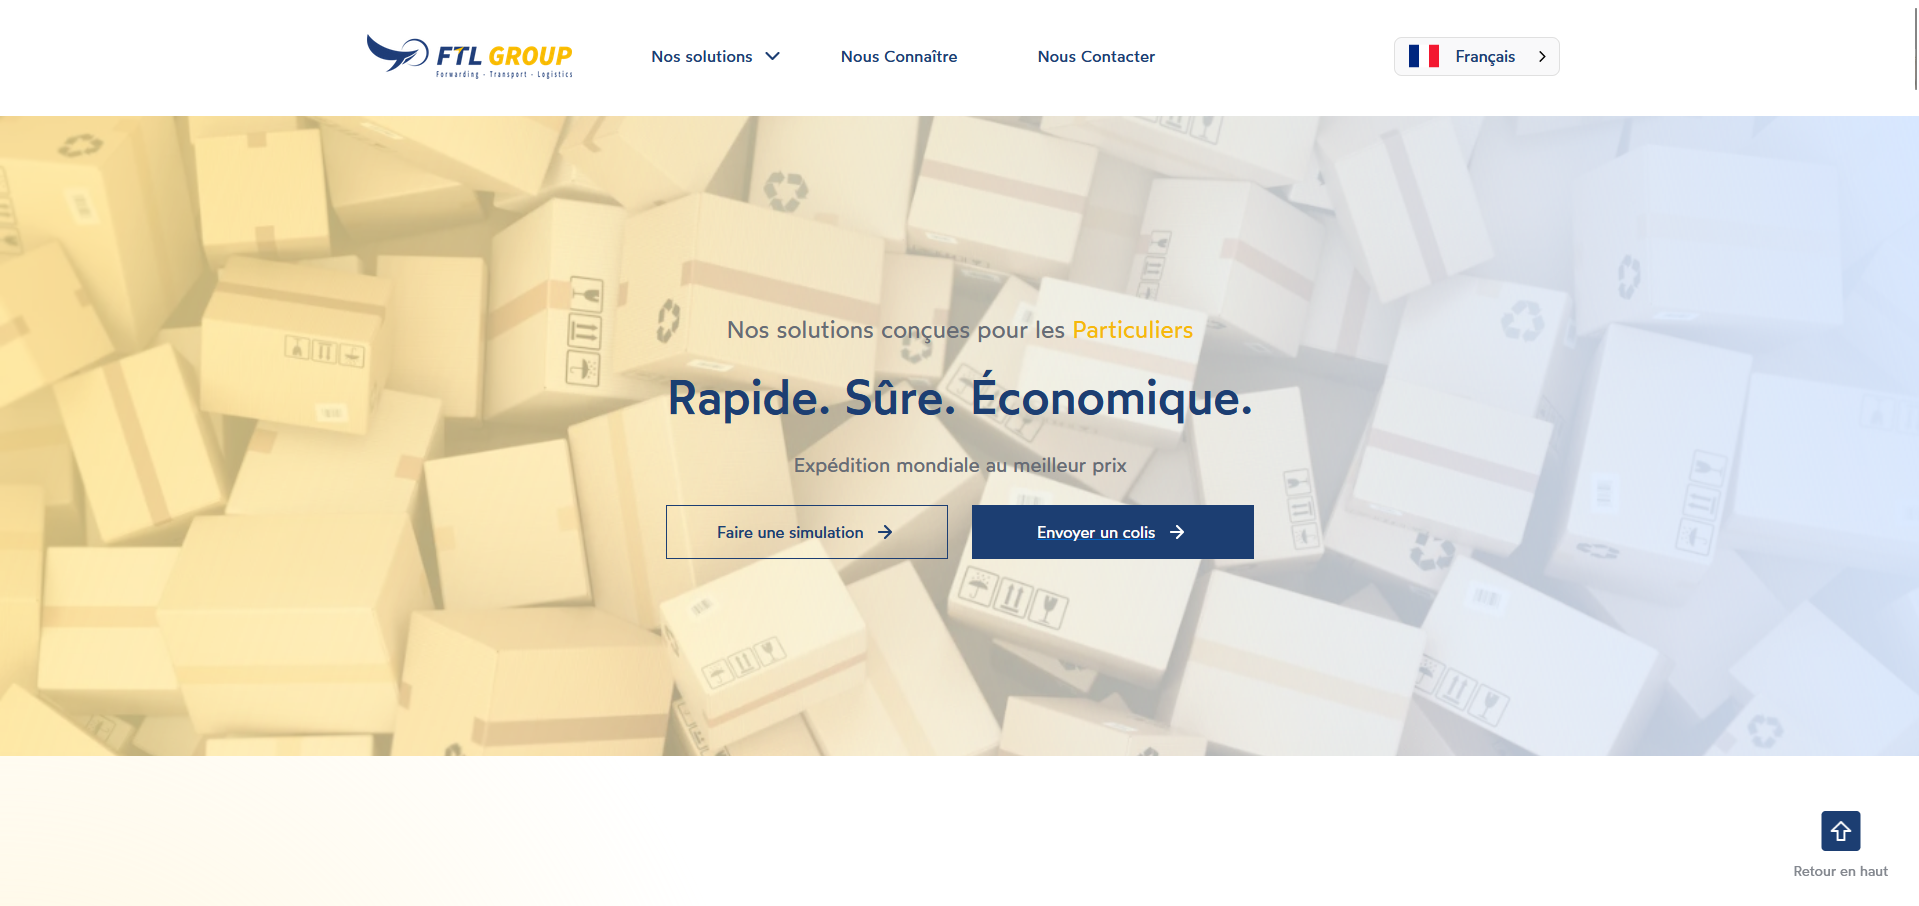 FTL GROUP
Forwarding - Transport - Logistics
Nos solutions
Nous Connaître
Nous Contacter
Français
Nos solutions conçues pour les Particuliers
Rapide. Sûre. Économique.
Expédition mondiale au meilleur prix
Faire une simulation
Envoyer un colis
Retour en haut